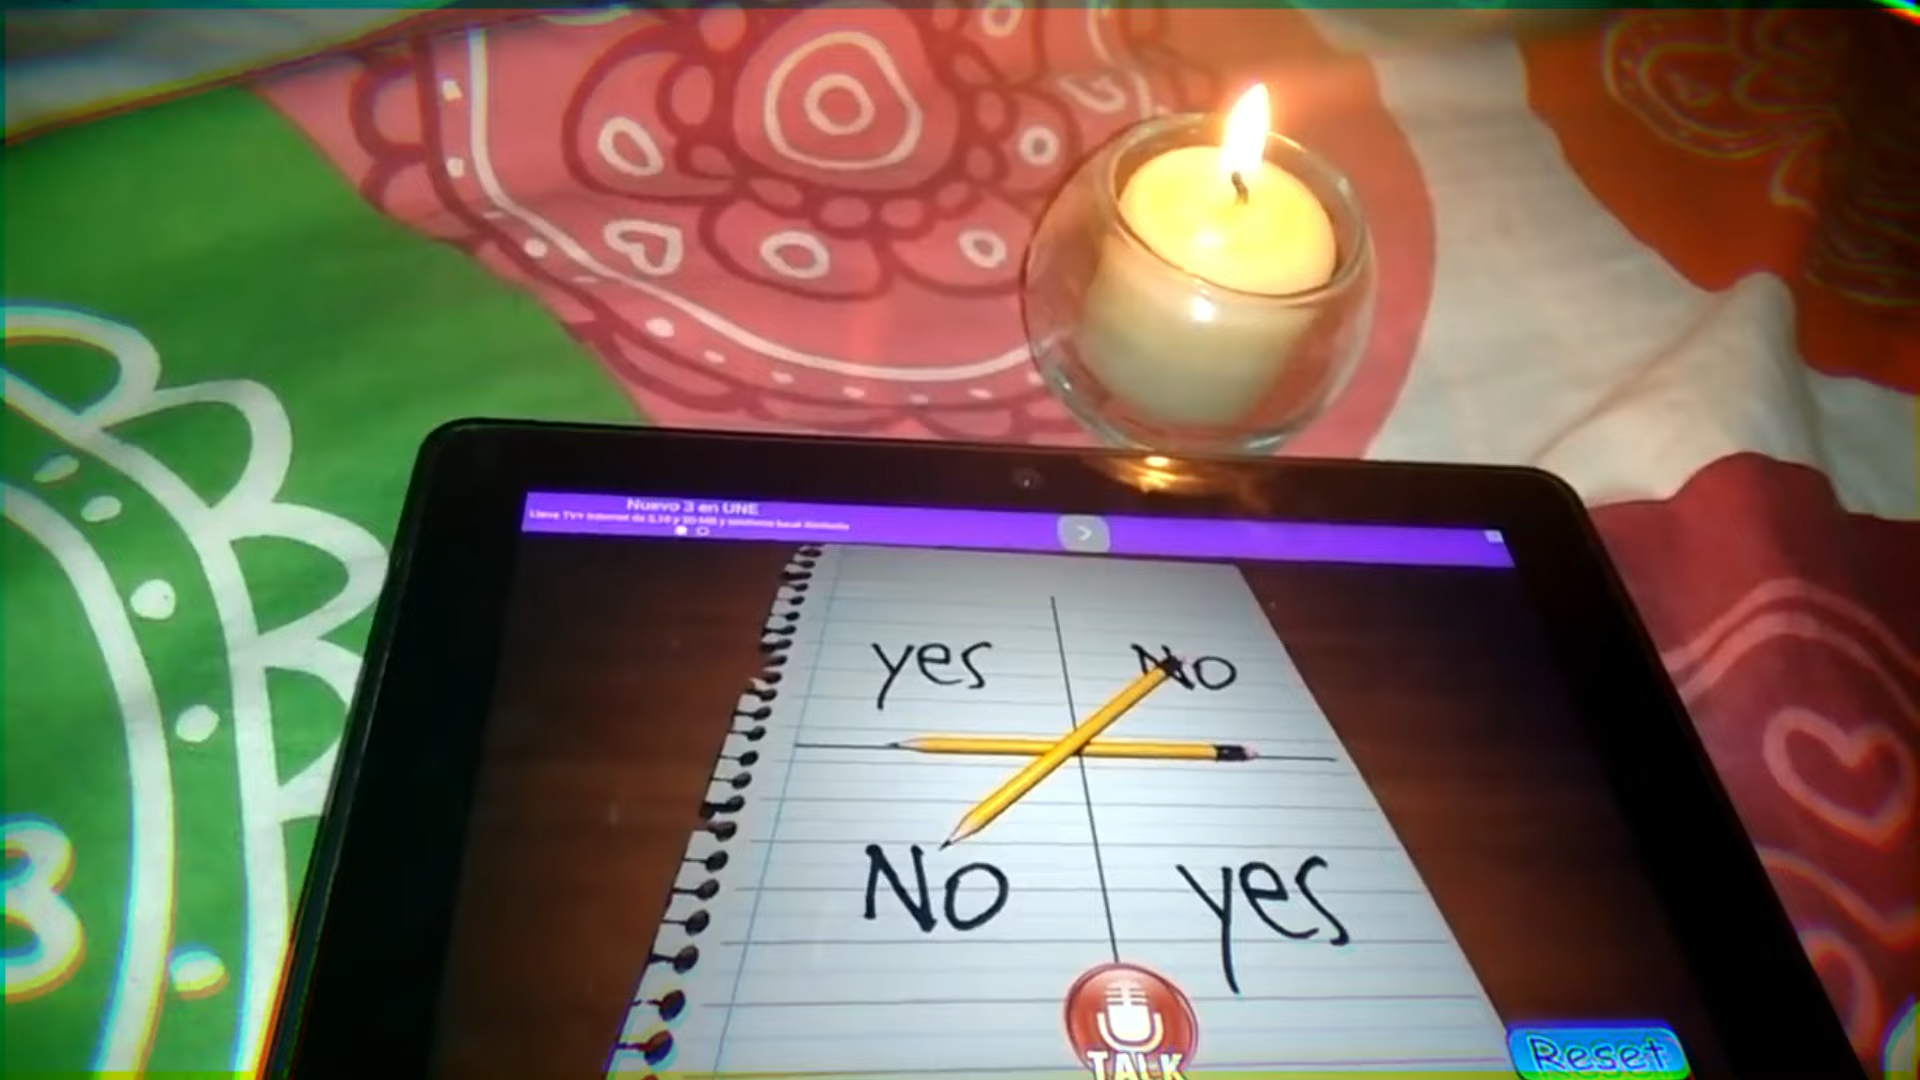 Nuevo 3 en UNE
yes No
No yes
TALK
Reset